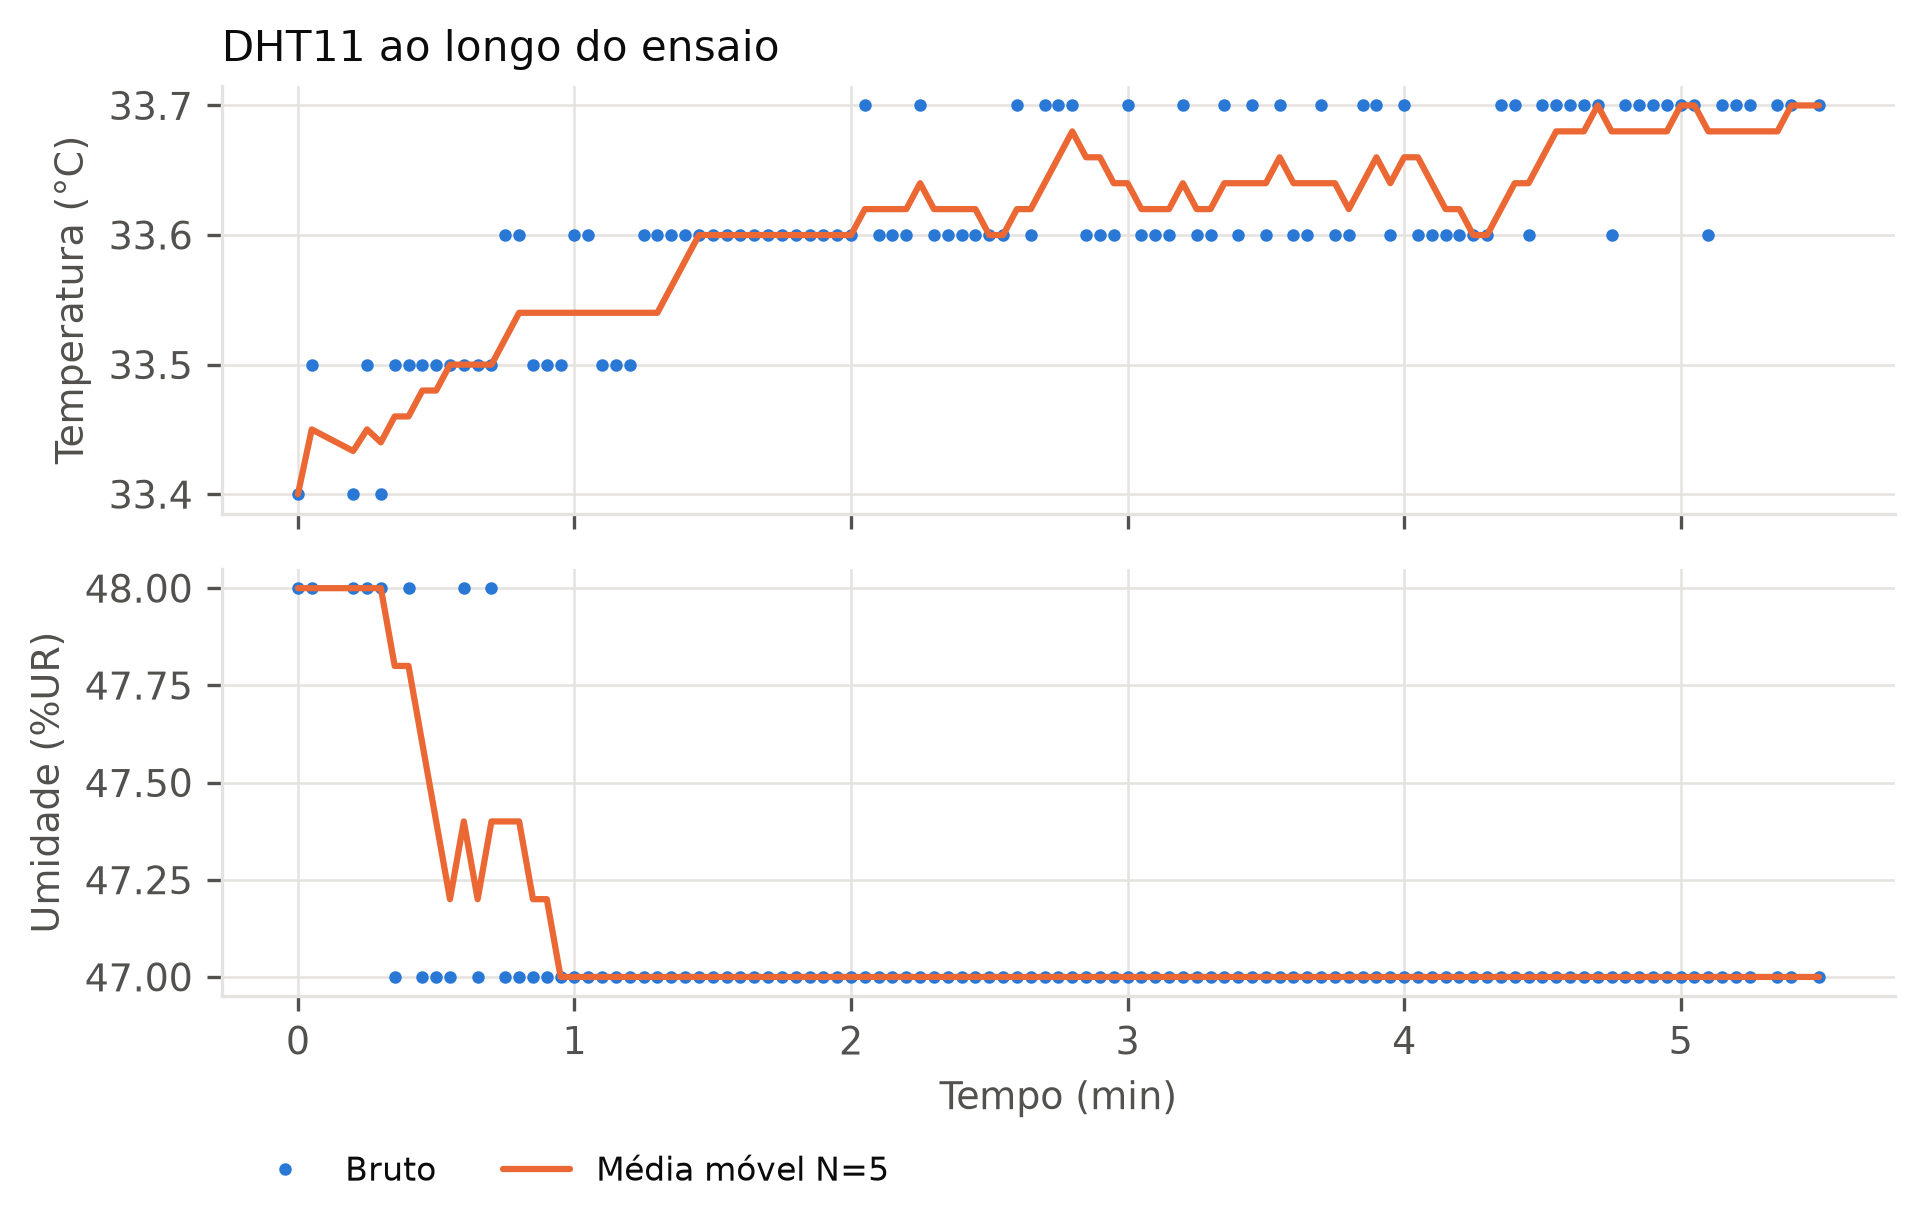 DHT11 ao longo do ensaio
Temperatura (°C)
33.7
33.6
33.5
33.4
Umidade (%UR)
48.00
47.75
47.50
47.25
47.00
0 1 2 3 4 5
Tempo (min)
Bruto Média móvel N=5